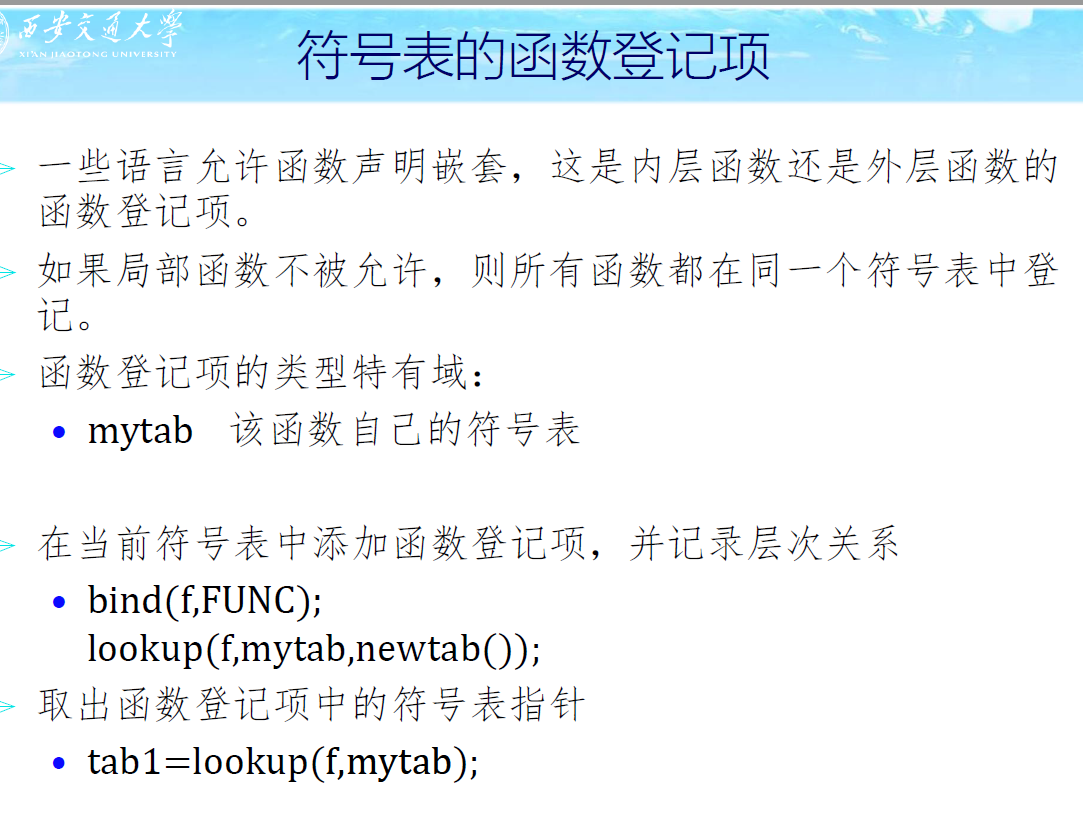 西安交通大學
XI'AN JIAOTONG UNIVERSITY
符号表的函数登记项
一些语言允许函数声明嵌套，这是内层函数还是外层函数的
函数登记项。
如果局部函数不被允许，则所有函数都在同一个符号表中登
记。
函数登记项的类型特有域：
• mytab 该函数自己的符号表
在当前符号表中添加函数登记项，并记录层次关系
• bind(f,FUNC);
lookup(f,mytab,newtab());
取出函数登记项中的符号表指针
• tab1=lookup(f,mytab);